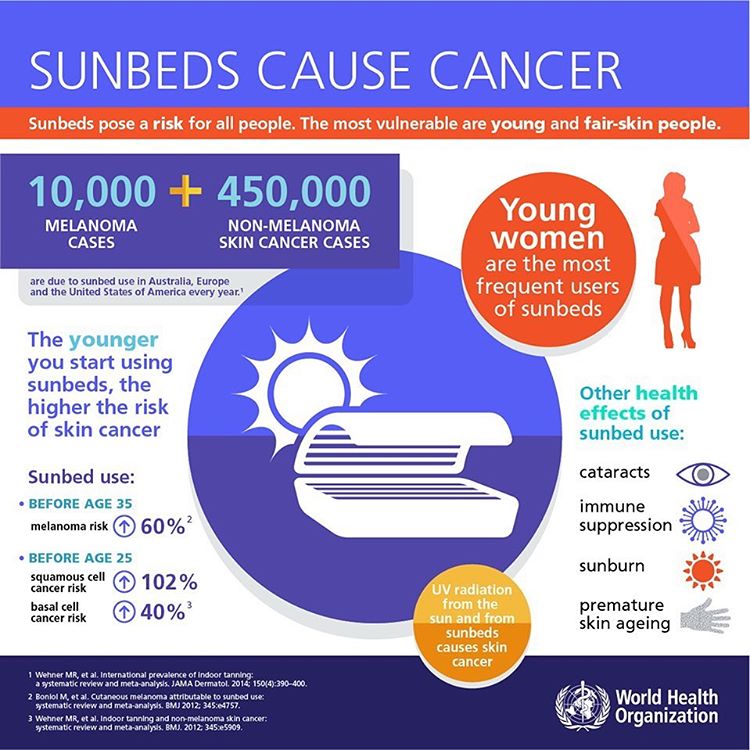 SUNBEDS CAUSE CANCER
Sunbeds pose a risk for all people. The most vulnerable are young and fair-skin people.
10,000 + 450,000
MELANOMA
CASES
NON-MELANOMA
SKIN CANCER CASES
are due to sunbed use in Australia, Europe
and the United States of America every year.¹
Young
women
are the most
frequent users
of sunbeds
The younger
you start using
sunbeds, the
higher the risk
of skin cancer
Sunbed use:
• BEFORE AGE 35
melanoma risk ↑ 60%²
• BEFORE AGE 25
squamous cell
cancer risk ↑ 102%
basal cell
cancer risk ↑ 40%³
Other health
effects of
sunbed use:
cataracts
immune
suppression
sunburn
premature
skin ageing
UV radiation
from the
sun and from
sunbeds
causes skin
cancer
1 Wehner MR, et al. International prevalence of indoor tanning:
a systematic review and meta-analysis. JAMA Dermatol. 2014; 150(4):390–400.
2 Boniol M, et al. Cutaneous melanoma attributable to sunbed use:
systematic review and meta-analysis. BMJ 2012; 345:e4757.
3 Wehner MR, et al. Indoor tanning and non-melanoma skin cancer:
systematic review and meta-analysis. BMJ. 2012; 345:e5909.
World Health
Organization